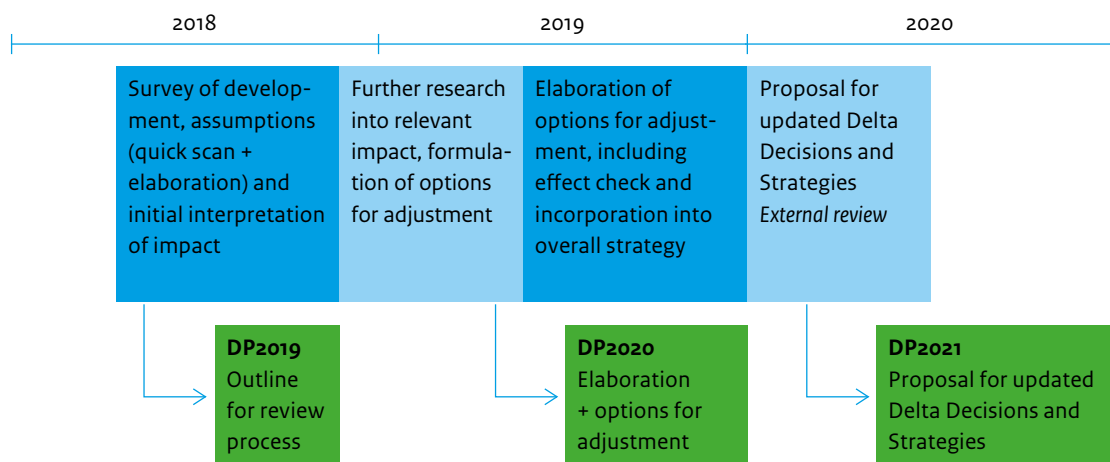 2018
2019
2020
Survey of develop-
ment, assumptions
(quick scan +
elaboration) and
initial interpretation
of impact
Further research
into relevant
impact, formula-
tion of options
for adjustment
Elaboration of
options for adjust-
ment, including
effect check and
incorporation into
overall strategy
Proposal for
updated Delta
Decisions and
Strategies
External review
DP2019
Outline
for review
process
DP2020
Elaboration
+ options for
adjustment
DP2021
Proposal for updated
Delta Decisions and
Strategies